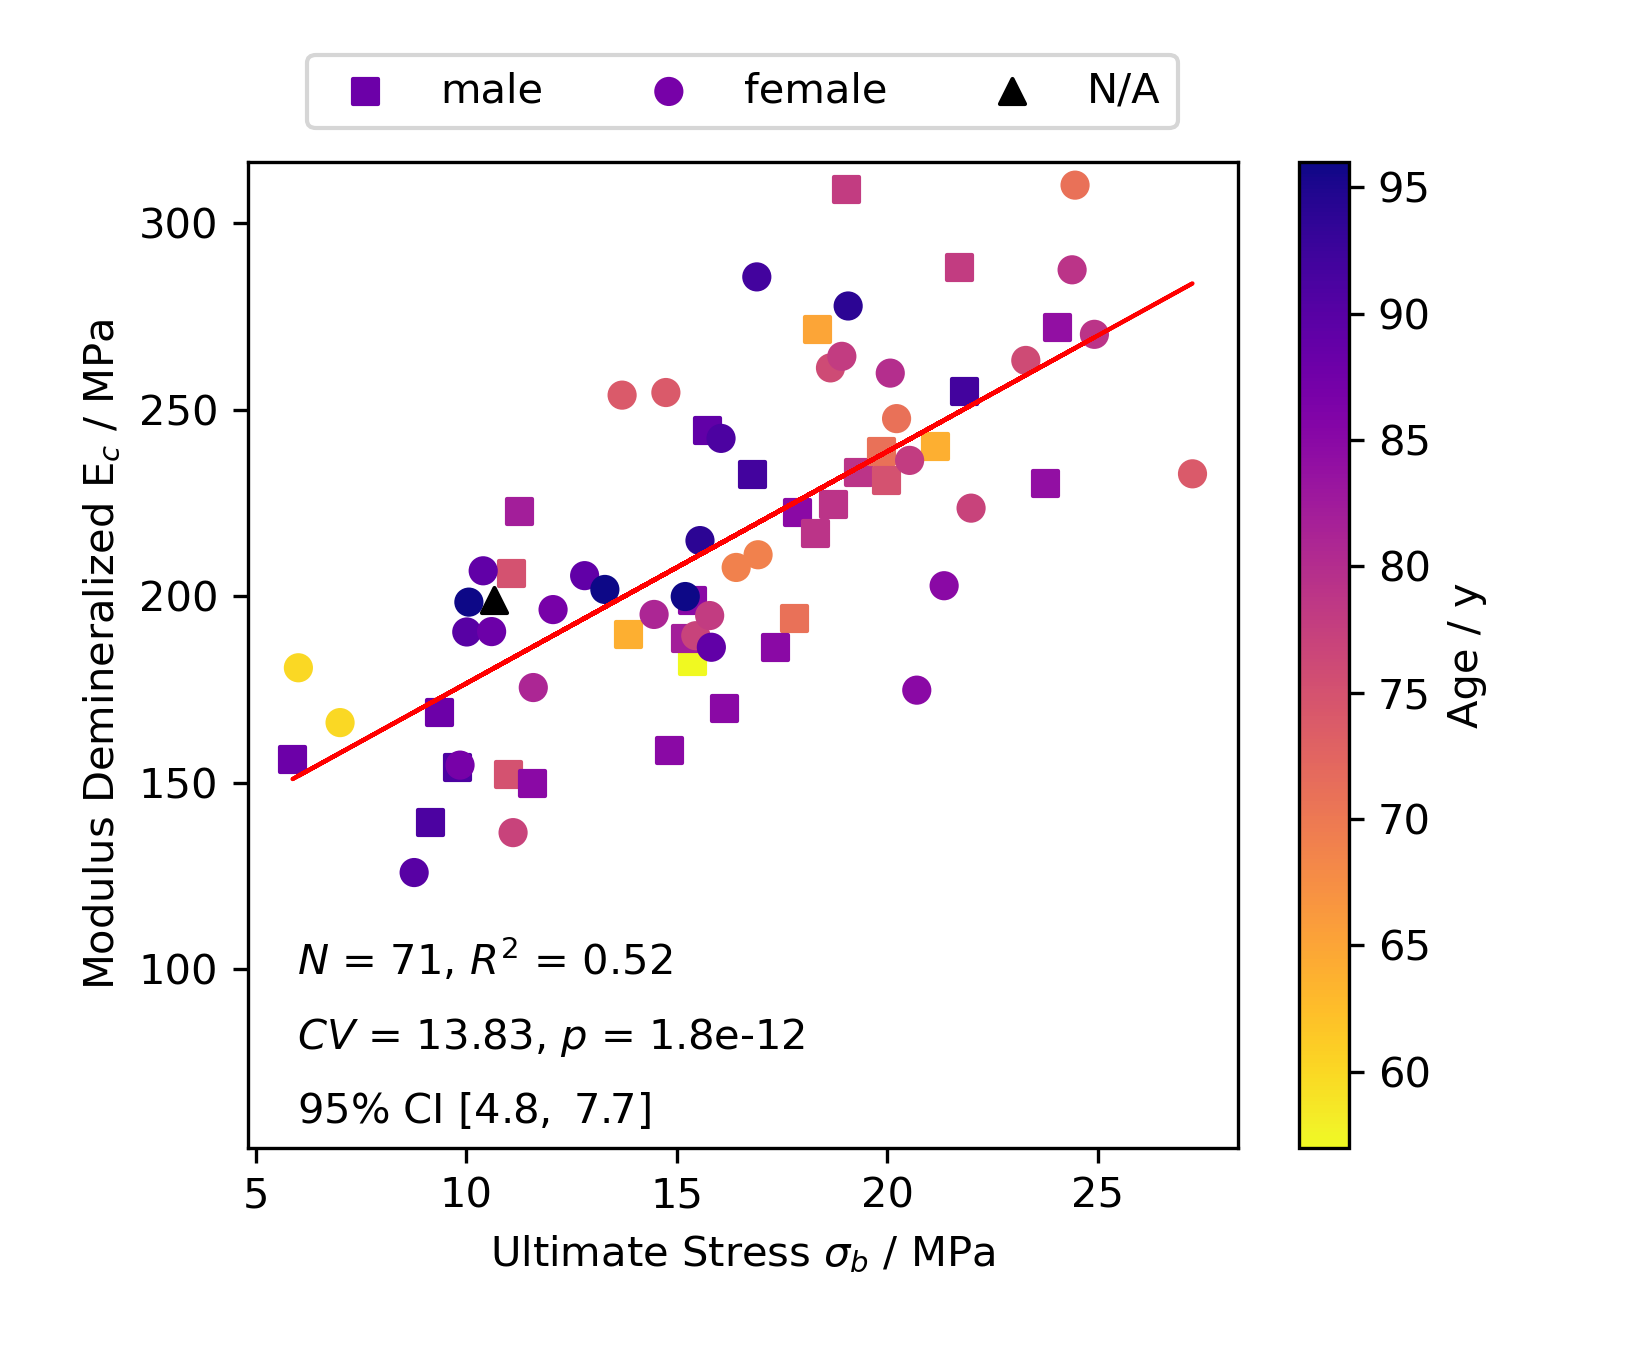 male female N/A
300
250
200
150
100
Modulus Demineralized E_c / MPa
N = 71, R² = 0.52
CV = 13.83, p = 1.8e-12
95% CI [4.8, 7.7]
5 10 15 20 25
Ultimate Stress σ_b / MPa
95
90
85
80
75
70
65
60
Age / y